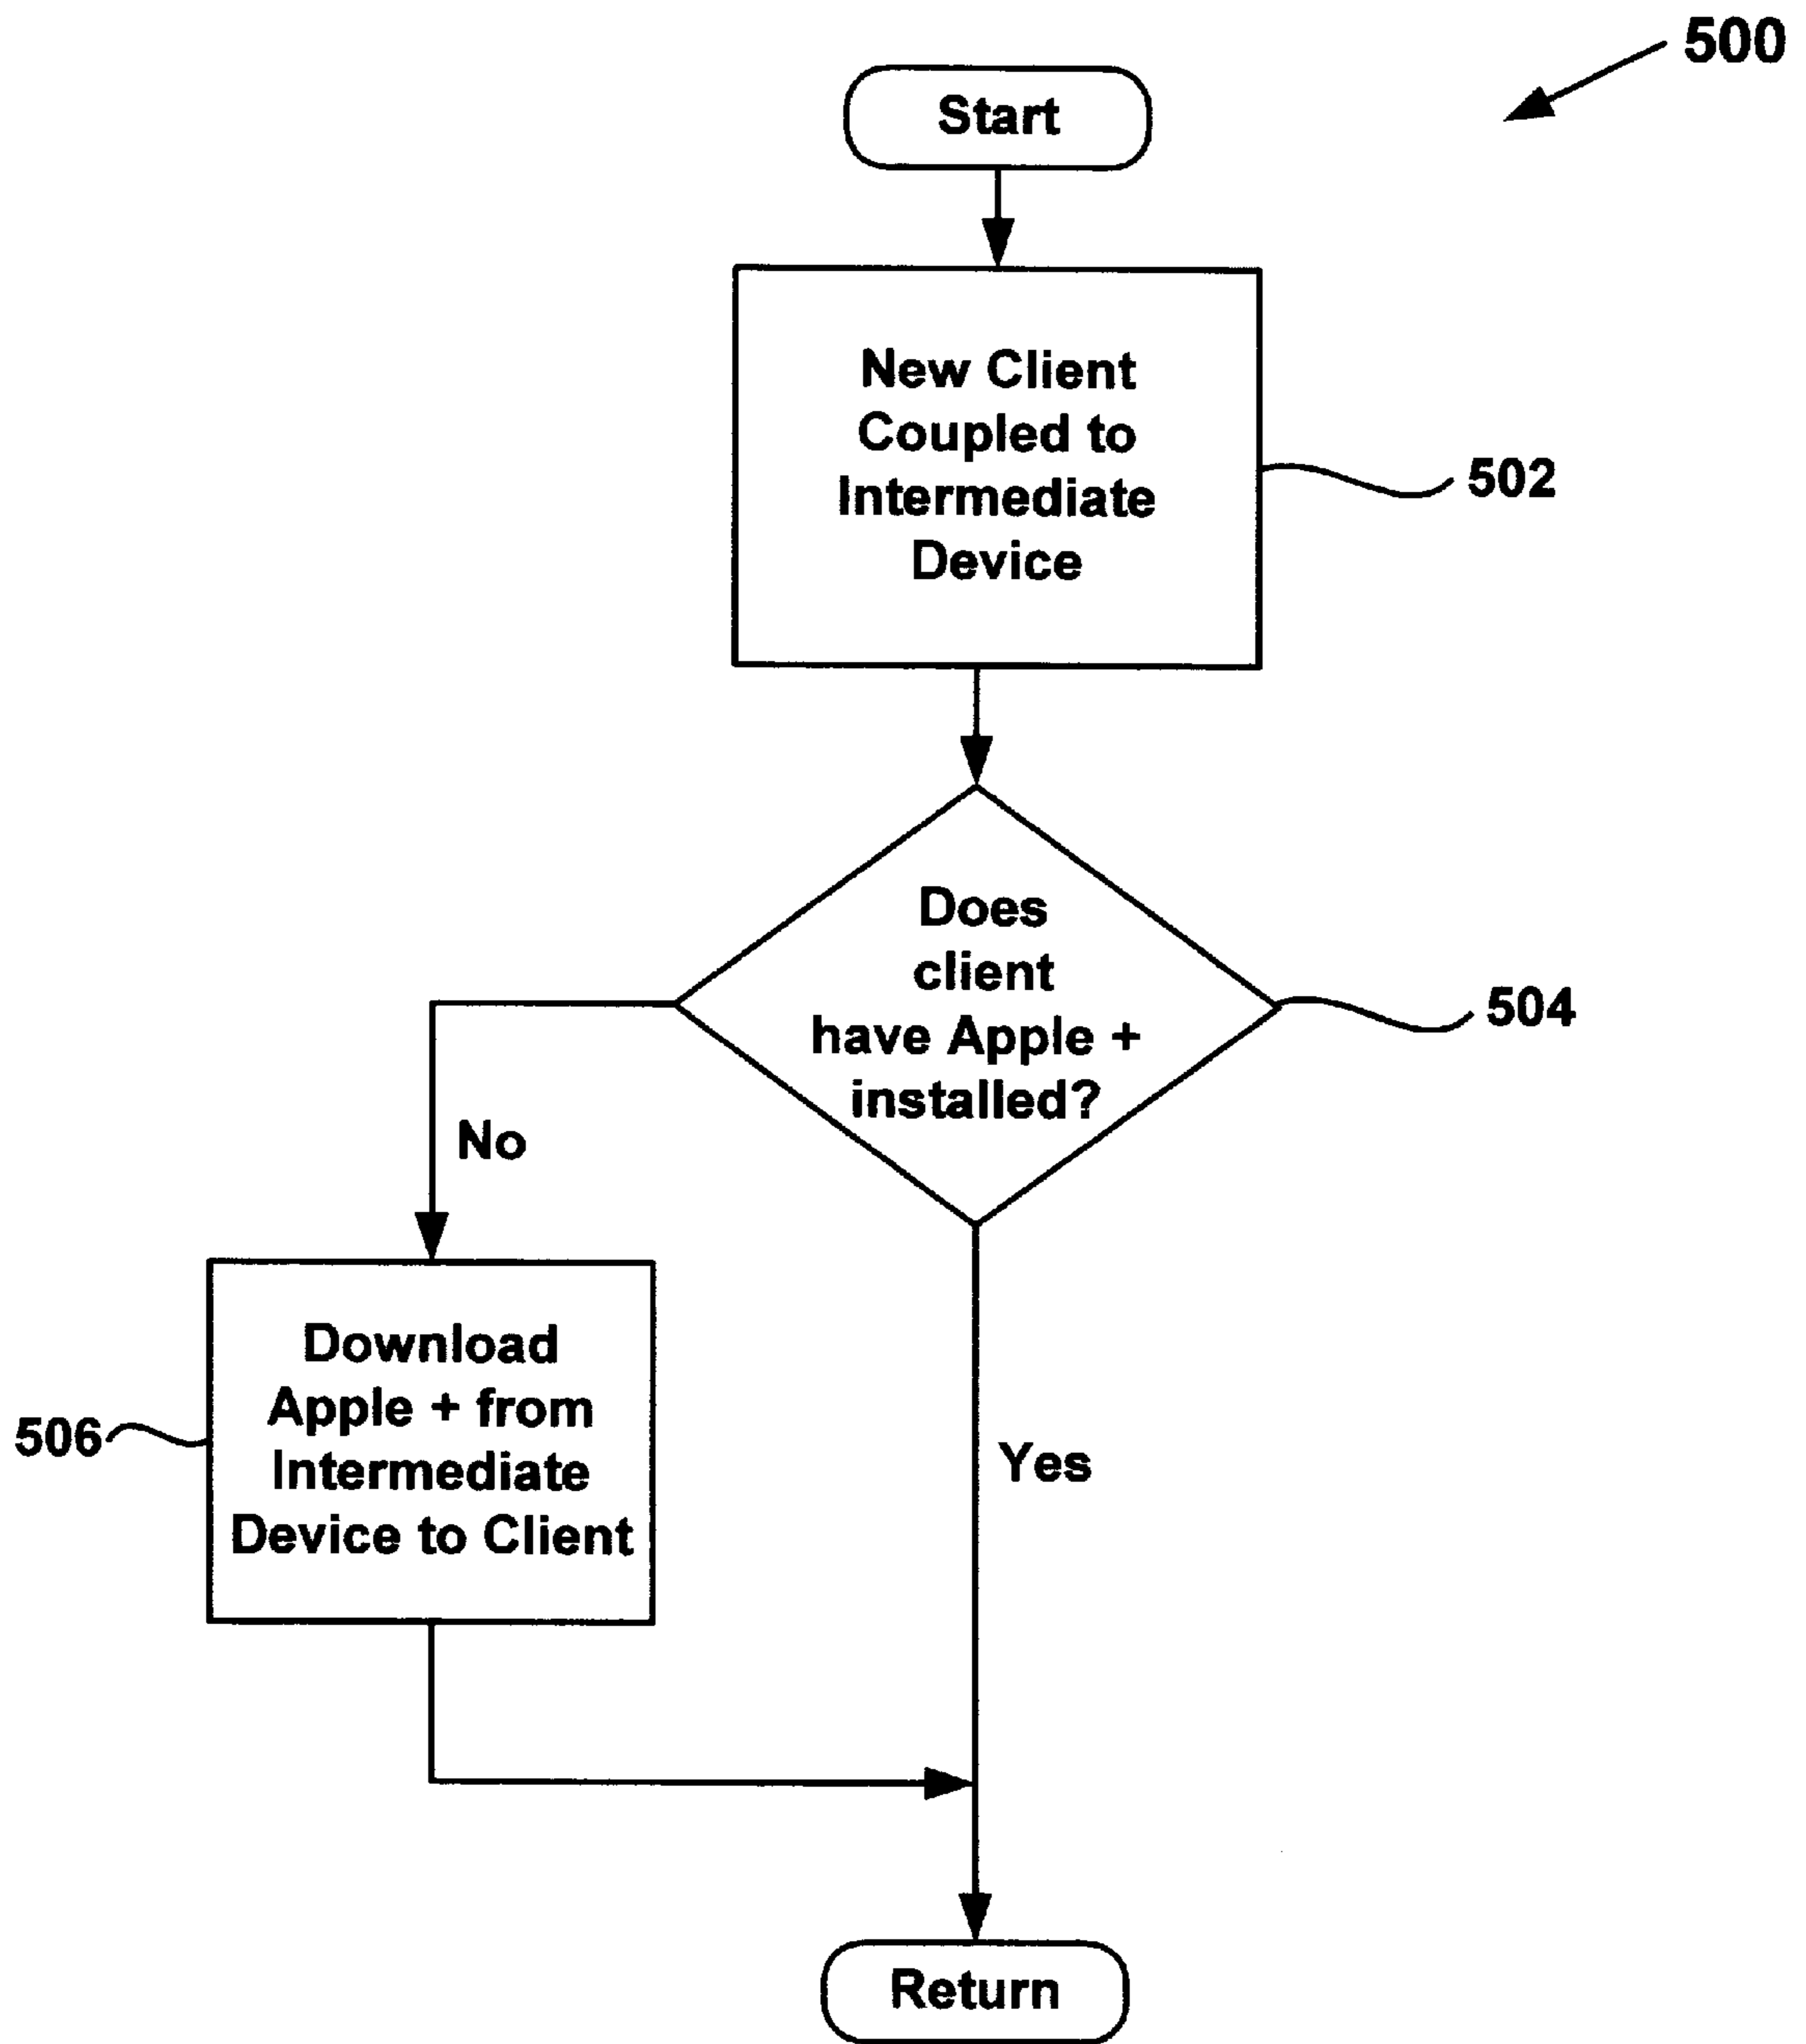 500
Start
New Client
Coupled to
Intermediate
Device
502
Does
client
have Apple +
installed?
504
No
Download
Apple + from
Intermediate
Device to Client
506
Yes
Return